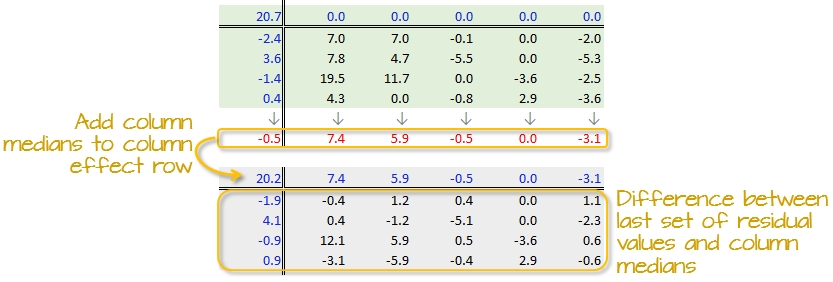 20.7 0.0 0.0 0.0 0.0 0.0
-2.4 7.0 7.0 -0.1 0.0 -2.0
3.6 7.8 4.7 -5.5 0.0 -5.3
-1.4 19.5 11.7 0.0 -3.6 -2.5
0.4 4.3 0.0 -0.8 2.9 -3.6
Add column
medians to column
effect row
-0.5 7.4 5.9 -0.5 0.0 -3.1
20.2 7.4 5.9 -0.5 0.0 -3.1
-1.9 -0.4 1.2 0.4 0.0 1.1
4.1 0.4 -1.2 -5.1 0.0 -2.3
-0.9 12.1 5.9 0.5 -3.6 0.6
0.9 -3.1 -5.9 -0.4 2.9 -0.6
Difference between
last set of residual
values and column
medians